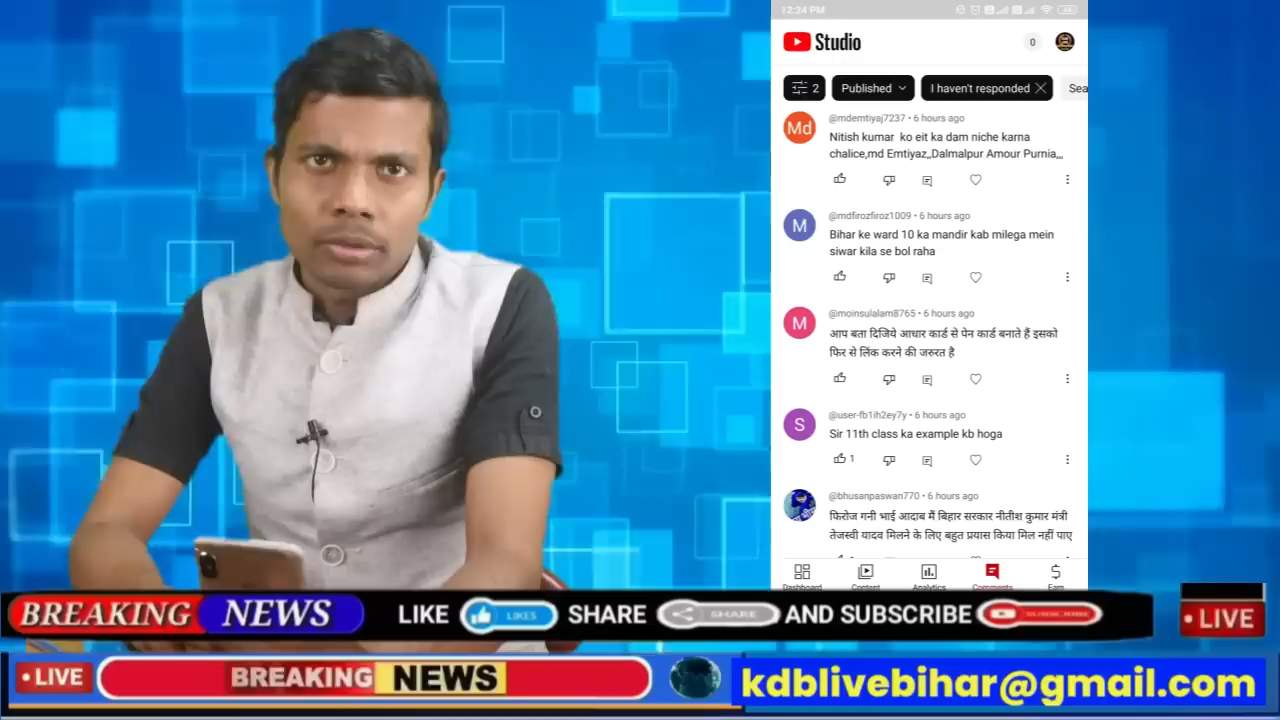 12:24 PM
Studio
0
2
Published
I haven't responded
Sea
Md
@mdemtiyaj7237 • 6 hours ago
Nitish kumar ko eit ka dam niche karna
chalice,md Emtiyaz,,Dalmalpur Amour Purnia,,,
M
@mdfirozfiroz1009 • 6 hours ago
Bihar ke ward 10 ka mandir kab milega mein
siwar kila se bol raha
M
@moinsulalam8765 • 6 hours ago
आप बता दिजिये आधार कार्ड से पेन कार्ड बनाते हैं इसको
फिर से लिंक करने की जरुरत है
S
@user-fb1ih2ey7y • 6 hours ago
Sir 11th class ka example kb hoga
1
@bhusanpaswan770 • 6 hours ago
फिरोज गनी भाई आदाब मैं बिहार सरकार नीतीश कुमार मंत्री
तेजस्वी यादव मिलने के लिए बहुत प्रयास किया मिल नहीं पाए
Dashboard
Content
Analytics
Comments
Earn
BREAKING NEWS
LIKE LIKES SHARE SHARE AND SUBSCRIBE
• LIVE
• LIVE
BREAKING NEWS
kdblivebihar@gmail.com